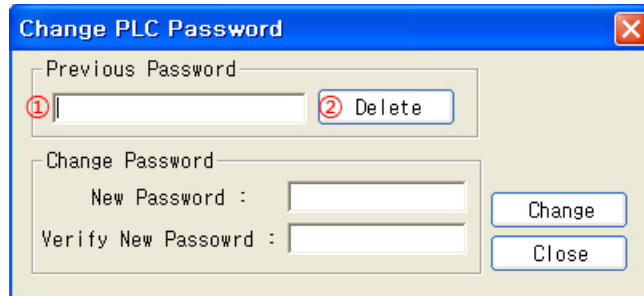 Change PLC Password
Previous Password
① ② Delete
Change Password
New Password :
Verify New Passowrd :
Change
Close